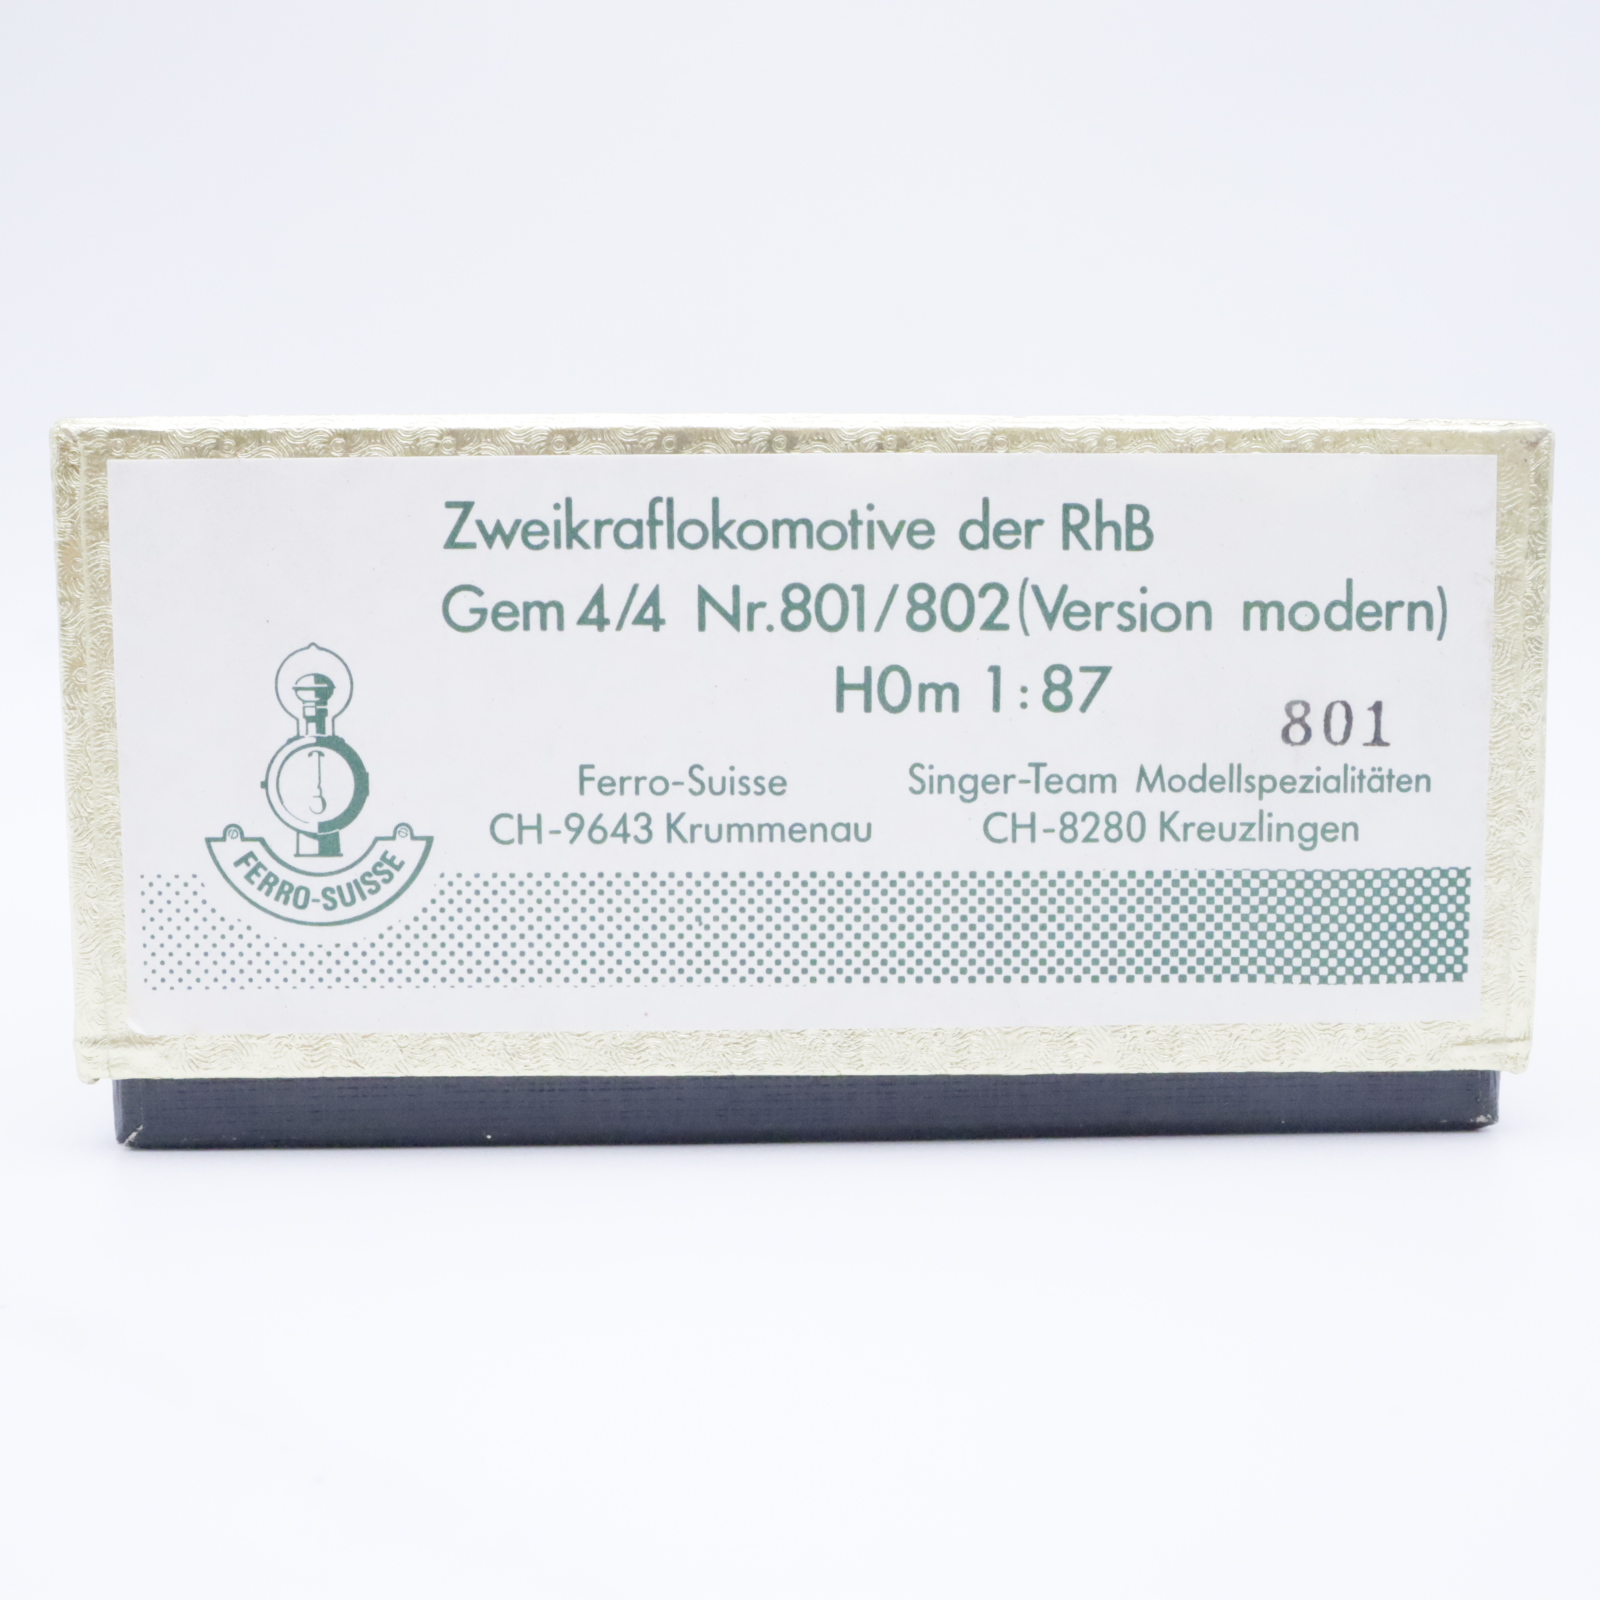 Zweikraflokomotive der RhB
Gem 4/4 Nr. 801/802 (Version modern)
H0m 1:87
801
Ferro-Suisse
CH-9643 Krummenau
Singer-Team Modellspezialitäten
CH-8280 Kreuzlingen
FERRO-SUISSE